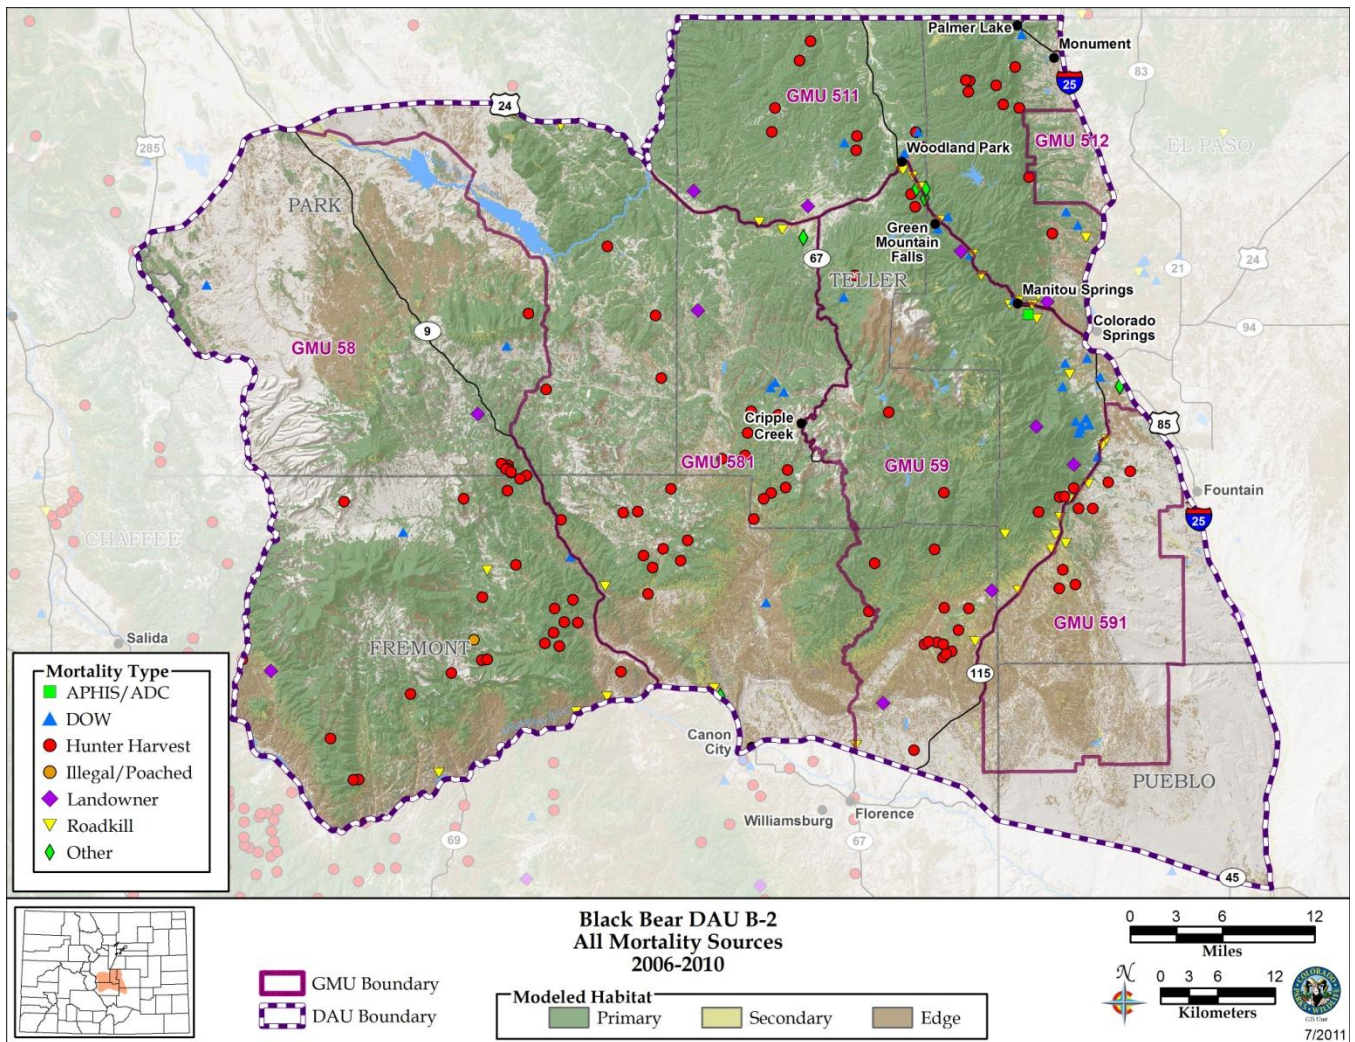 Palmer Lake
Monument
83
25
24
GMU 511
285
GMU 512
EL PASO
Woodland Park
PARK
Green
Mountain
Falls
67
TELLER
21
24
Manitou Springs
9
Colorado
Springs
94
GMU 58
Cripple
Creek
85
GMU 581
GMU 59
Fountain
25
CHAFFEE
Salida
FREMONT
GMU 591
115
Canon
City
PUEBLO
Williamsburg
Florence
69
67
45
Mortality Type
APHIS/ADC
DOW
Hunter Harvest
Illegal/Poached
Landowner
Roadkill
Other
Black Bear DAU B-2
All Mortality Sources
2006-2010
GMU Boundary
DAU Boundary
Modeled Habitat
Primary
Secondary
Edge
0 3 6 12
Miles
N
0 3 6 12
Kilometers
COLORADO
PARKS
WILDLIFE
GIS Unit
7/2011